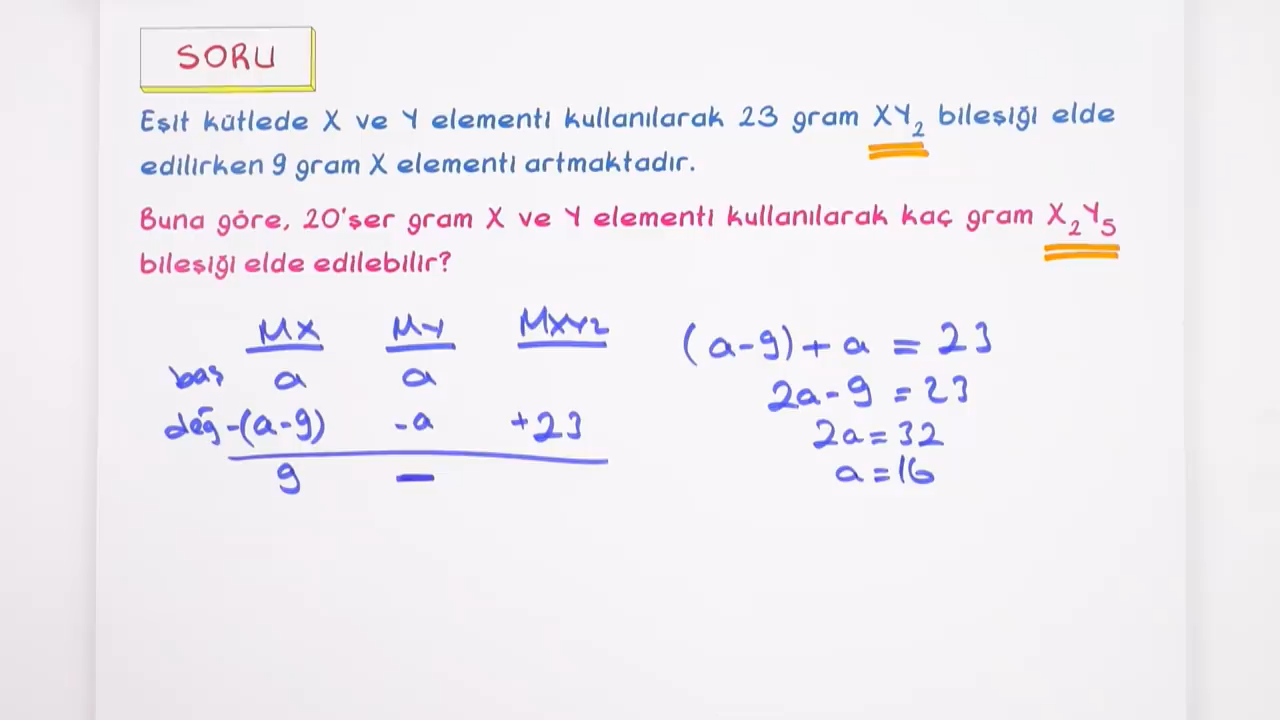 SORU
Eşit kütlede X ve Y elementi kullanılarak 23 gram XY₂ bileşiği elde
edilirken 9 gram X elementi artmaktadır.
Buna göre, 20'şer gram X ve Y elementi kullanılarak kaç gram X₂Y₅
bileşiği elde edilebilir?
MX MY MXY2
baş a a
değ -(a-9) -a +23
9 —
(a-9)+a = 23
2a-9 = 23
2a=32
a=16